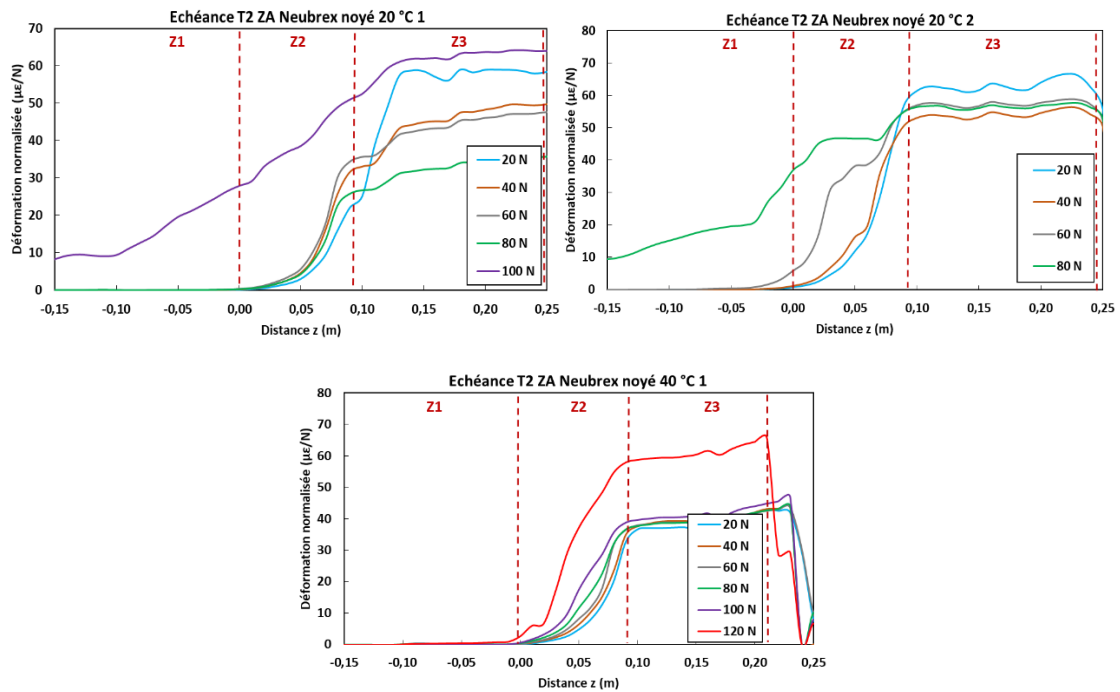 Echéance T2 ZA Neubrex noyé 20 °C 1
Déformation normalisée (µε/N)
70
60
50
40
30
20
10
0
Z1
Z2
Z3
20 N
40 N
60 N
80 N
100 N
-0,15
-0,10
-0,05
0,00
0,05
0,10
0,15
0,20
0,25
Distance z (m)
Echéance T2 ZA Neubrex noyé 20 °C 2
Déformation normalisée (µε/N)
80
70
60
50
40
30
20
10
0
Z1
Z2
Z3
20 N
40 N
60 N
80 N
-0,15
-0,10
-0,05
0,00
0,05
0,10
0,15
0,20
0,25
Distance z (m)
Echéance T2 ZA Neubrex noyé 40 °C 1
Déformation normalisée (µε/N)
80
70
60
50
40
30
20
10
0
Z1
Z2
Z3
20 N
40 N
60 N
80 N
100 N
120 N
-0,15
-0,10
-0,05
0,00
0,05
0,10
0,15
0,20
0,25
Distance z (m)